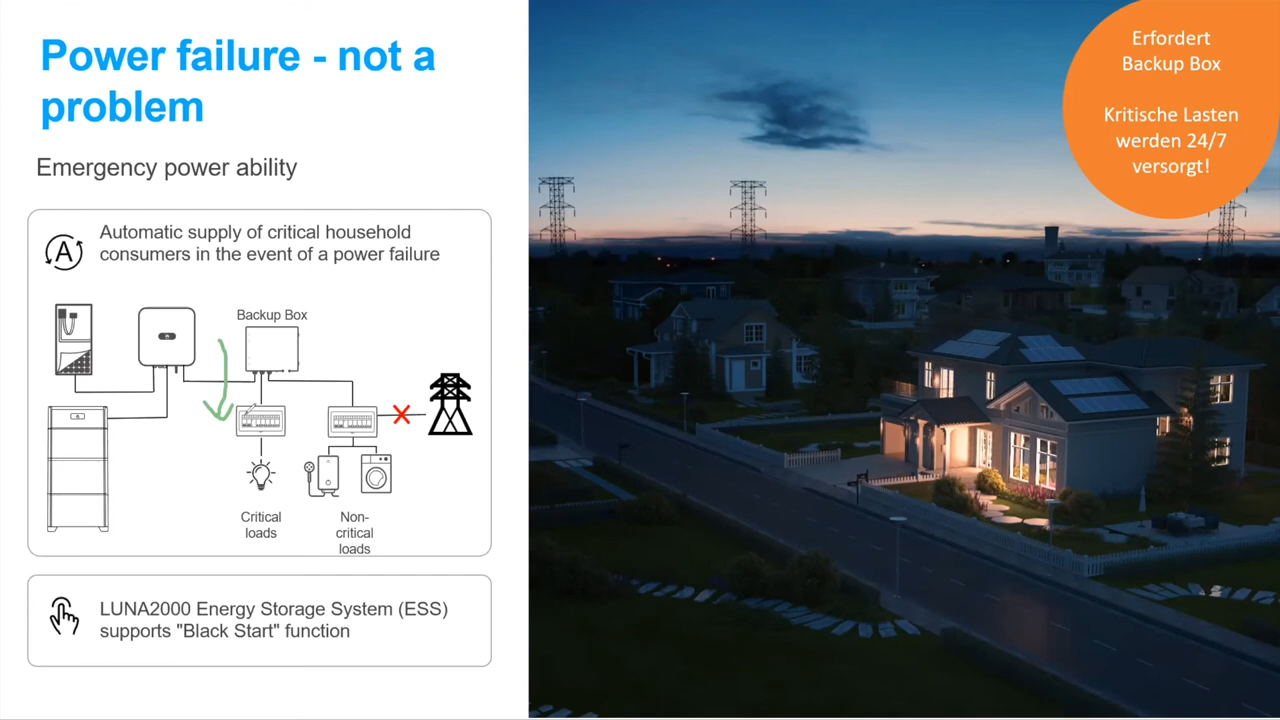 Power failure - not a
problem
Emergency power ability
Automatic supply of critical household
consumers in the event of a power failure
A
Backup Box
Critical
loads
Non-
critical
loads
LUNA2000 Energy Storage System (ESS)
supports "Black Start" function
Erfordert
Backup Box
Kritische Lasten
werden 24/7
versorgt!